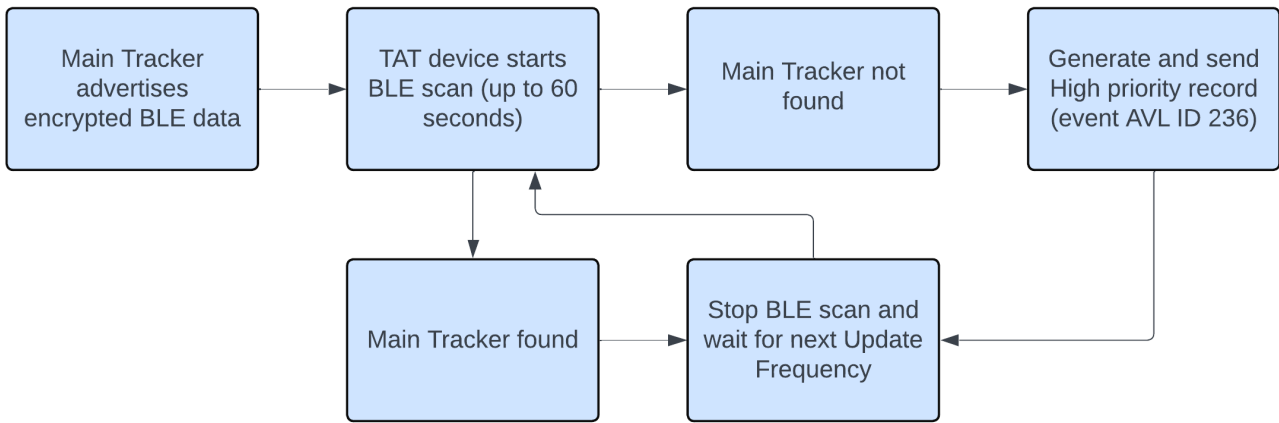 Main Tracker
advertises
encrypted BLE data
TAT device starts
BLE scan (up to 60
seconds)
Main Tracker not
found
Generate and send
High priority record
(event AVL ID 236)
Main Tracker found
Stop BLE scan and
wait for next Update
Frequency